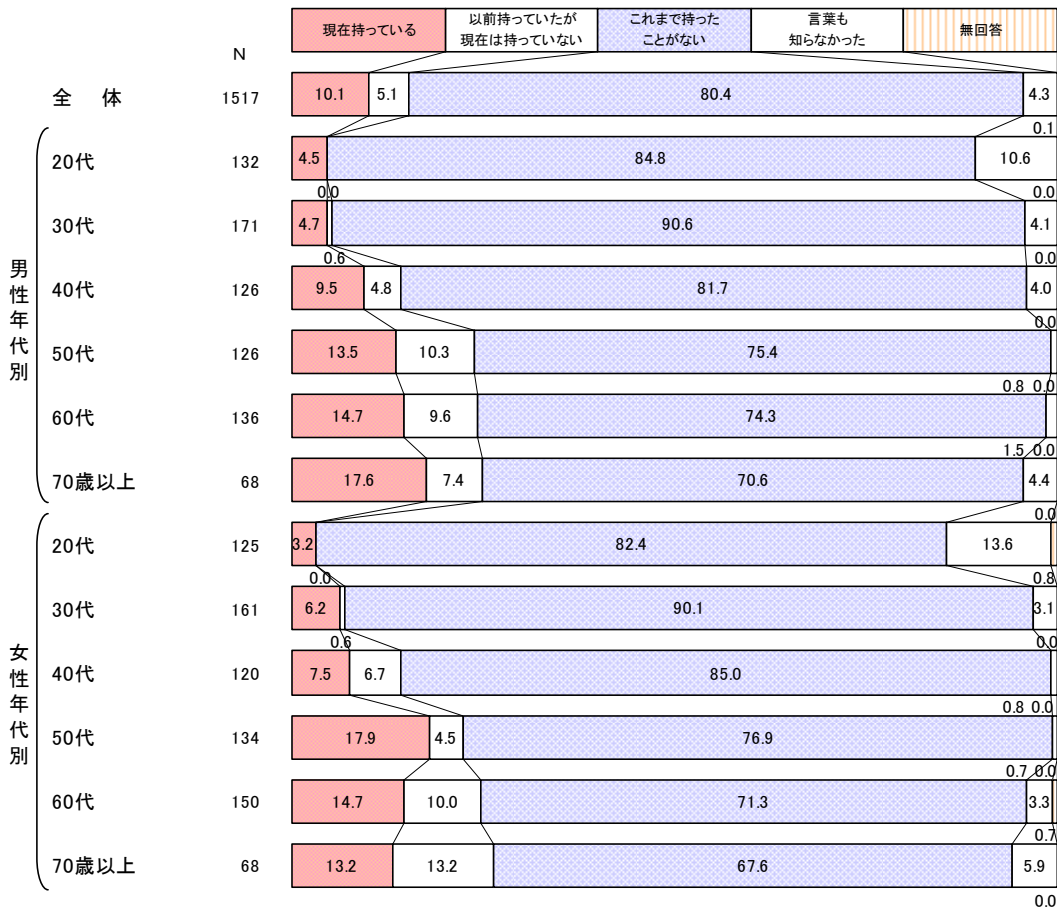 現在持っている
以前持っていたが
現在は持っていない
これまで持った
ことがない
言葉も
知らなかった
無回答
N
全 体 1517 10.1 5.1 80.4 4.3
0.1
男性年代別
20代 132 4.5 84.8 10.6
0.0 0.0
30代 171 4.7 90.6 4.1
0.6 0.0
40代 126 9.5 4.8 81.7 4.0
0.0
50代 126 13.5 10.3 75.4
0.8 0.0
60代 136 14.7 9.6 74.3
1.5 0.0
70歳以上 68 17.6 7.4 70.6 4.4
0.0
女性年代別
20代 125 3.2 82.4 13.6
0.0 0.8
30代 161 6.2 90.1 3.1
0.6 0.0
40代 120 7.5 6.7 85.0
0.8 0.0
50代 134 17.9 4.5 76.9
0.7 0.0
60代 150 14.7 10.0 71.3 3.3
0.7
70歳以上 68 13.2 13.2 67.6 5.9
0.0